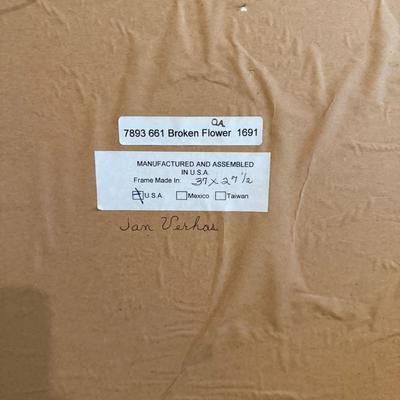 QA
7893 661 Broken Flower 1691
MANUFACTURED AND ASSEMBLED
IN U.S.A.
Frame Made In: 37 x 27 1/2
U.S.A. Mexico Taiwan
Jan Verhas